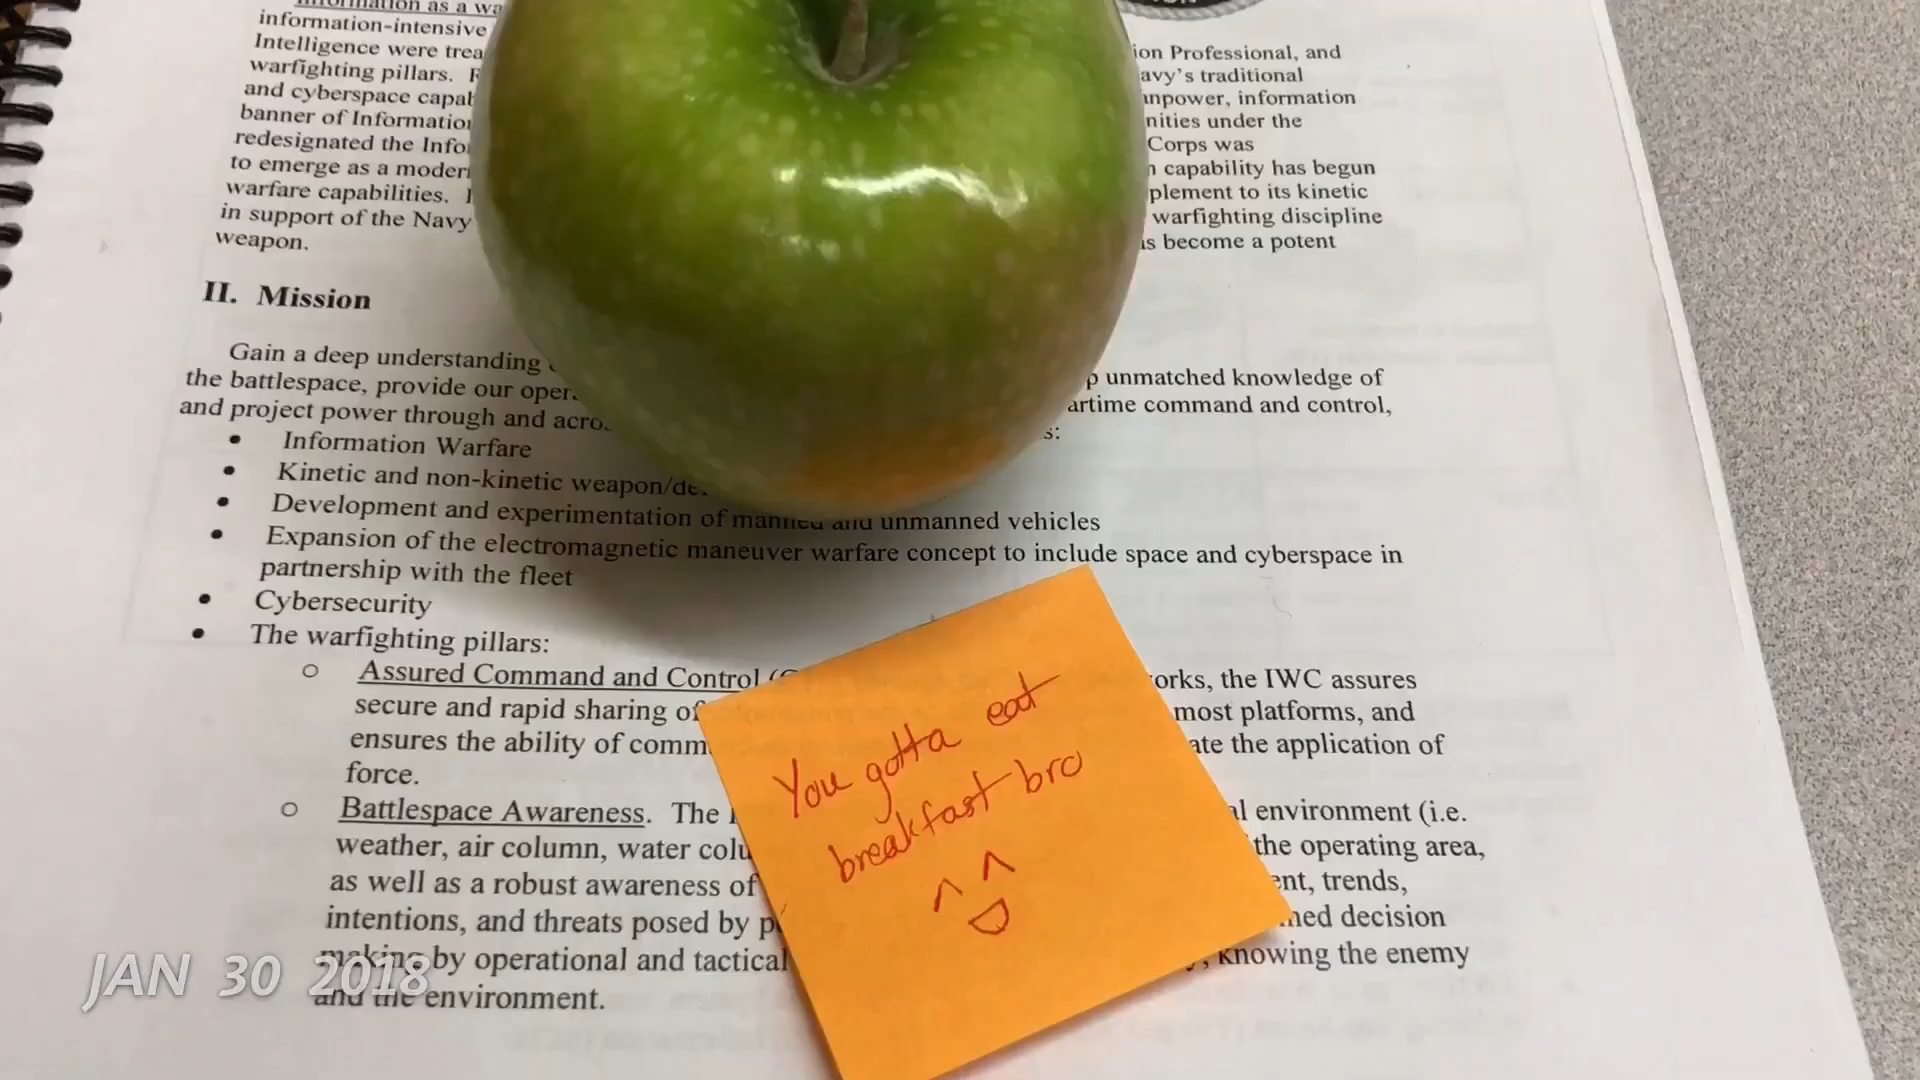 Information as a wa
information-intensive
Intelligence were trea
ion Professional, and
warfighting pillars.
avy's traditional
and cyberspace capab
npower, information
banner of Information
nities under the
redesignated the Info
Corps was
to emerge as a modern
capability has begun
warfare capabilities.
plement to its kinetic
in support of the Navy
warfighting discipline
weapon.
is become a potent
II. Mission
Gain a deep understanding
the battlespace, provide our oper
p unmatched knowledge of
and project power through and acro
artime command and control,
s:
• Information Warfare
• Kinetic and non-kinetic weapon/de
• Development and experimentation of manned and unmanned vehicles
• Expansion of the electromagnetic maneuver warfare concept to include space and cyberspace in
partnership with the fleet
• Cybersecurity
• The warfighting pillars:
o Assured Command and Control (C
orks, the IWC assures
secure and rapid sharing of
most platforms, and
ensures the ability of comm
ate the application of
force.
o Battlespace Awareness. The
al environment (i.e.
weather, air column, water colu
the operating area,
as well as a robust awareness of
ent, trends,
intentions, and threats posed by p
ned decision
making by operational and tactical
, knowing the enemy
and the environment.
You gotta eat
breakfast bro
JAN 30 2018